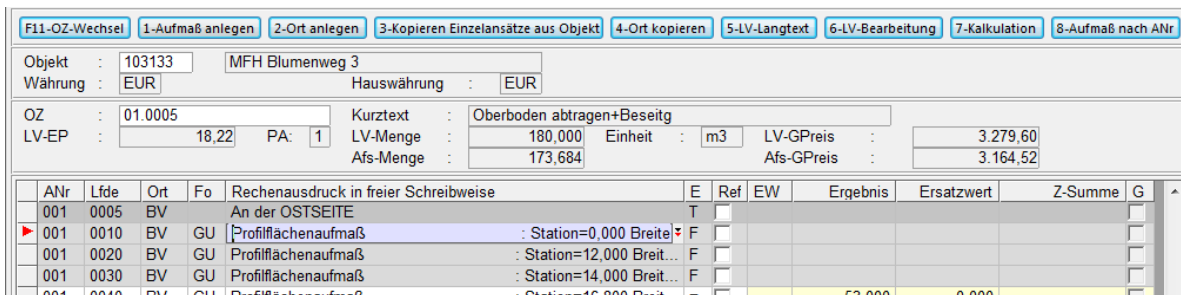 F11-OZ-Wechsel 1-Aufmaß anlegen 2-Ort anlegen 3-Kopieren Einzelansätze aus Objekt 4-Ort kopieren 5-LV-Langtext 6-LV-Bearbeitung 7-Kalkulation 8-Aufmaß nach ANr
Objekt : 103133 MFH Blumenweg 3
Währung : EUR Hauswährung : EUR
OZ : 01.0005 Kurztext : Oberboden abtragen+Beseitg
LV-EP : 18,22 PA: 1 LV-Menge : 180,000 Einheit : m3 LV-GPreis : 3.279,60
Afs-Menge : 173,684 Afs-GPreis : 3.164,52
ANr Lfde Ort Fo Rechenausdruck in freier Schreibweise E Ref EW Ergebnis Ersatzwert Z-Summe G
001 0005 BV An der OSTSEITE T
001 0010 BV GU Profilflächenaufmaß : Station=0,000 Breite F
001 0020 BV GU Profilflächenaufmaß : Station=12,000 Breit... F
001 0030 BV GU Profilflächenaufmaß : Station=14,000 Breit... F